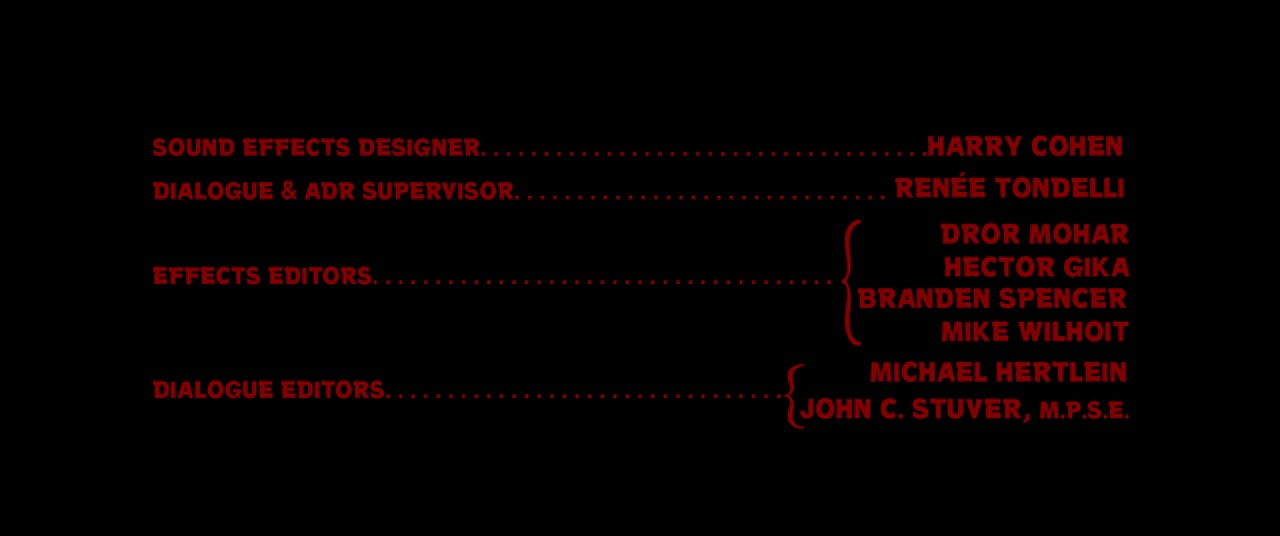 SOUND EFFECTS DESIGNER....................................HARRY COHEN
DIALOGUE & ADR SUPERVISOR.............................. RENÉE TONDELLI
EFFECTS EDITORS.....................................{ DROR MOHAR
HECTOR GIKA
BRANDEN SPENCER
MIKE WILHOIT
DIALOGUE EDITORS................................{ MICHAEL HERTLEIN
JOHN C. STUVER, M.P.S.E.